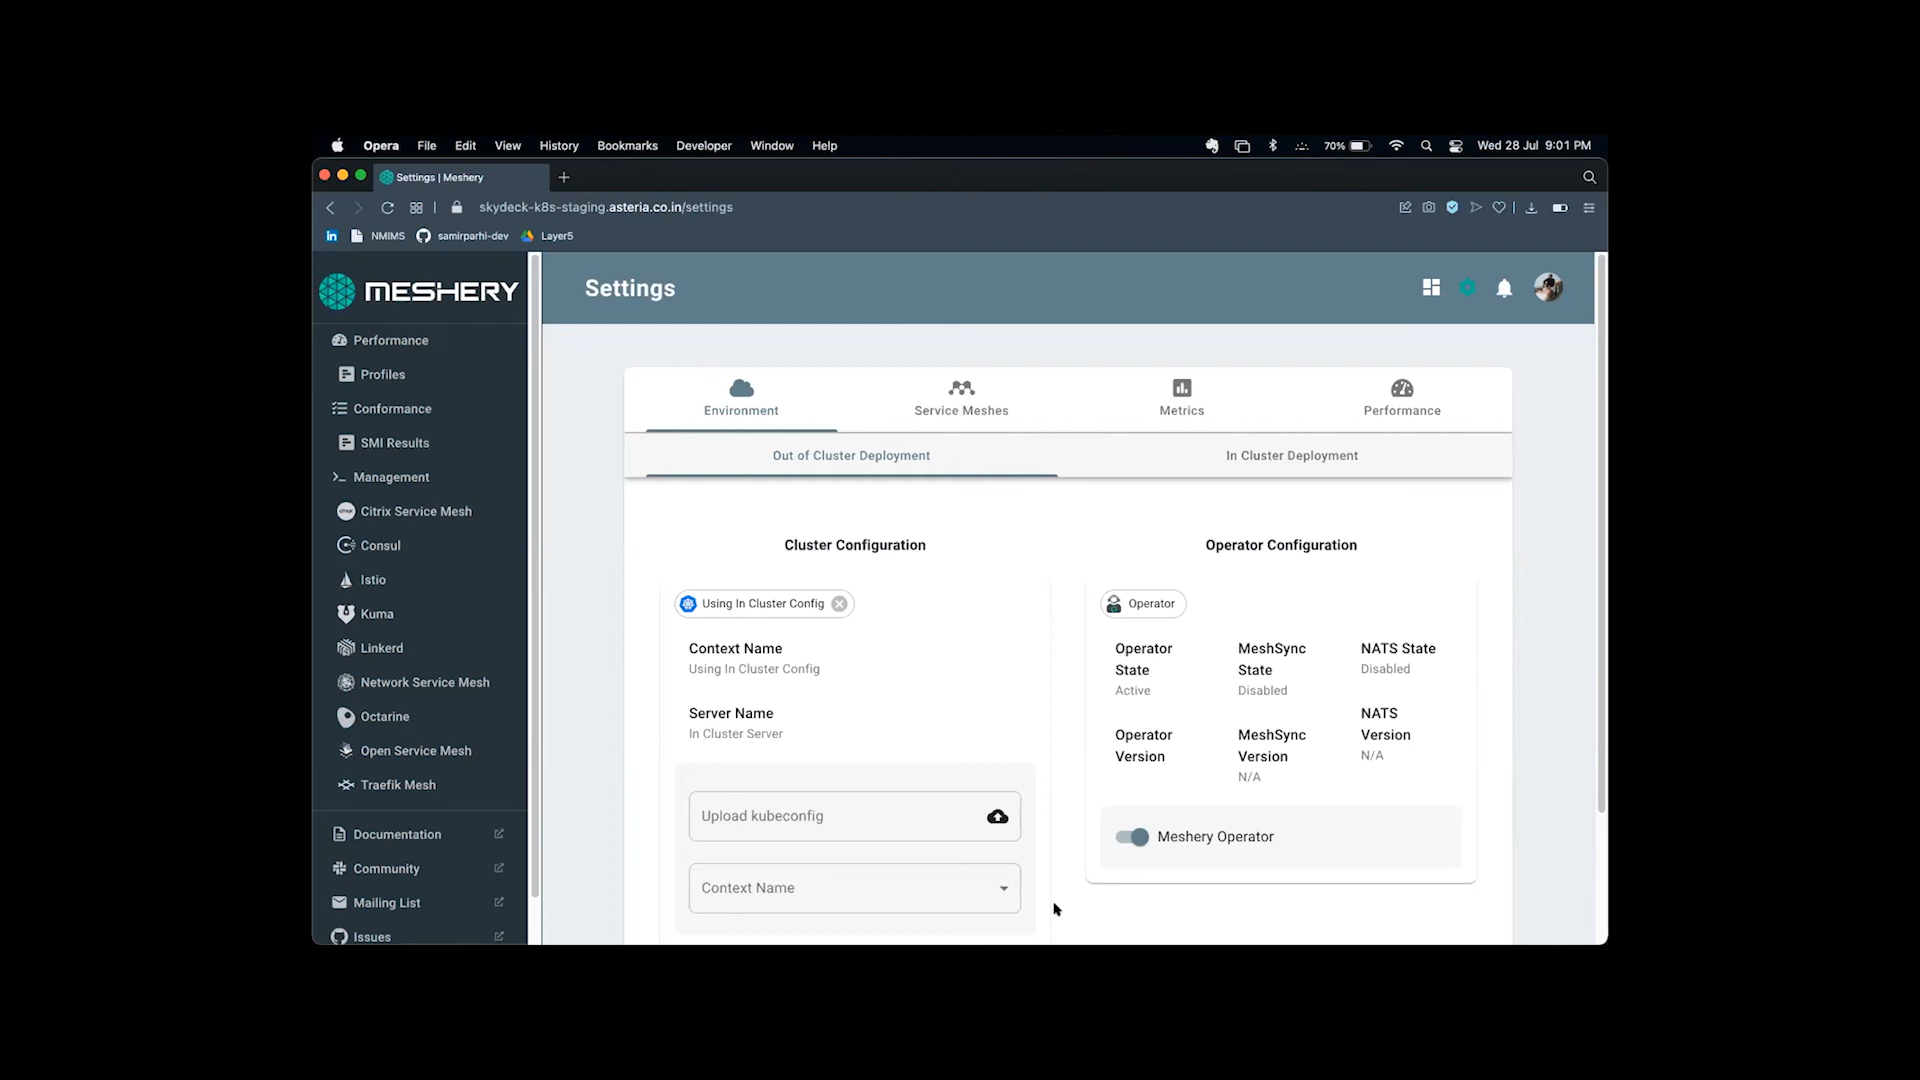 Opera File Edit View History Bookmarks Developer Window Help 70% Wed 28 Jul 9:01 PM
Settings | Meshery
skydeck-k8s-staging.asteria.co.in/settings
in NMIMS samirparhi-dev Layer5
MESHERY
Performance
Profiles
Conformance
SMI Results
Management
Citrix Service Mesh
Consul
Istio
Kuma
Linkerd
Network Service Mesh
Octarine
Open Service Mesh
Traefik Mesh
Documentation
Community
Mailing List
Issues
Settings
Environment Service Meshes Metrics Performance
Out of Cluster Deployment In Cluster Deployment
Cluster Configuration
Using In Cluster Config
Context Name
Using In Cluster Config
Server Name
In Cluster Server
Upload kubeconfig
Context Name
Operator Configuration
Operator
Operator
State
Active
MeshSync
State
Disabled
NATS State
Disabled
Operator
Version
MeshSync
Version
N/A
NATS
Version
N/A
Meshery Operator